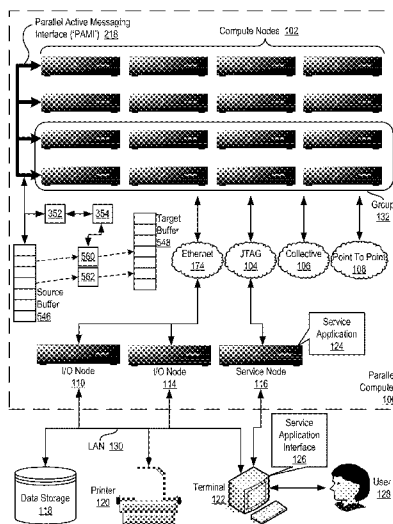 Parallel Active Messaging
Interface ('PAMI') 218
Compute Nodes 102
Group
132
352
354
Target
Buffer
548
560
562
Source
Buffer
546
Ethernet
174
JTAG
104
Collective
106
Point To Point
108
Service
Application
124
I/O Node
110
I/O Node
114
Service Node
116
Parallel
Compute
LAN 130
Service
Application
Interface
126
Data Storage
118
Printer
120
Terminal
122
User
128